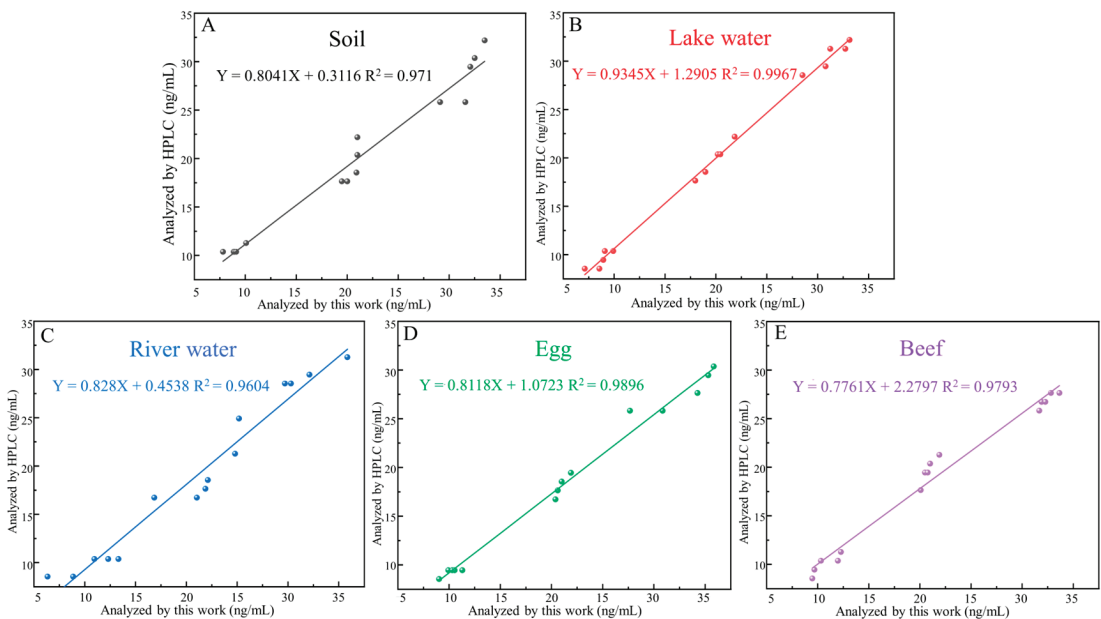 A
Soil
Y = 0.8041X + 0.3116 R² = 0.971
Analyzed by HPLC (ng/mL)
35
30
25
20
15
10
5 10 15 20 25 30 35
Analyzed by this work (ng/mL)
B
Lake water
Y = 0.9345X + 1.2905 R² = 0.9967
Analyzed by HPLC (ng/mL)
35
30
25
20
15
10
5 10 15 20 25 30 35
Analyzed by this work (ng/mL)
C
River water
Y = 0.828X + 0.4538 R² = 0.9604
Analyzed by HPLC (ng/mL)
35
30
25
20
15
10
5 10 15 20 25 30 35
Analyzed by this work (ng/mL)
D
Egg
Y = 0.8118X + 1.0723 R² = 0.9896
Analyzed by HPLC (ng/mL)
35
30
25
20
15
10
5 10 15 20 25 30 35
Analyzed by this work (ng/mL)
E
Beef
Y = 0.7761X + 2.2797 R² = 0.9793
Analyzed by HPLC (ng/mL)
35
30
25
20
15
10
5 10 15 20 25 30 35
Analyzed by this work (ng/mL)